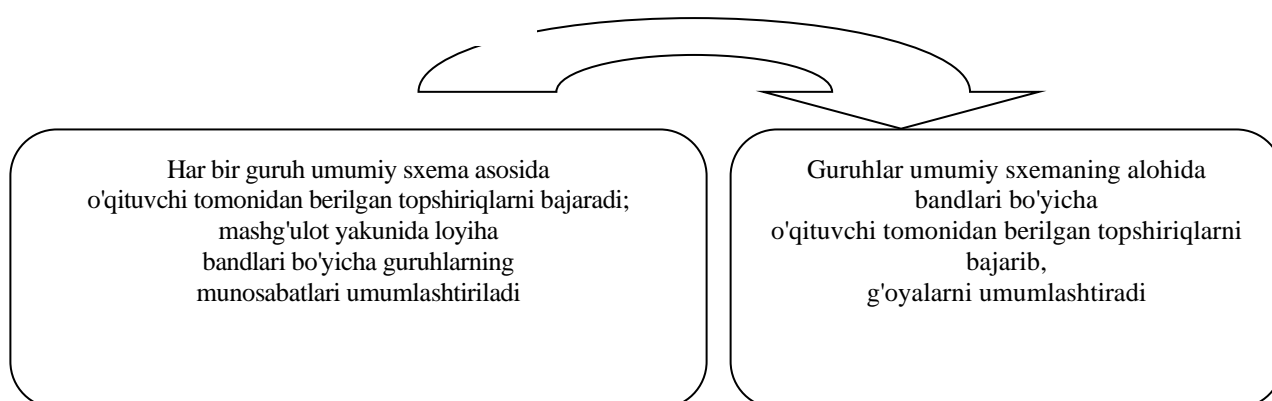 Har bir guruh umumiy sxema asosida
o'qituvchi tomonidan berilgan topshiriqlarni bajaradi;
mashg'ulot yakunida loyiha
bandlari bo'yicha guruhlarning
munosabatlari umumlashtiriladi
Guruhlar umumiy sxemaning alohida
bandlari bo'yicha
o'qituvchi tomonidan berilgan topshiriqlarni
bajarib,
g'oyalarni umumlashtiradi